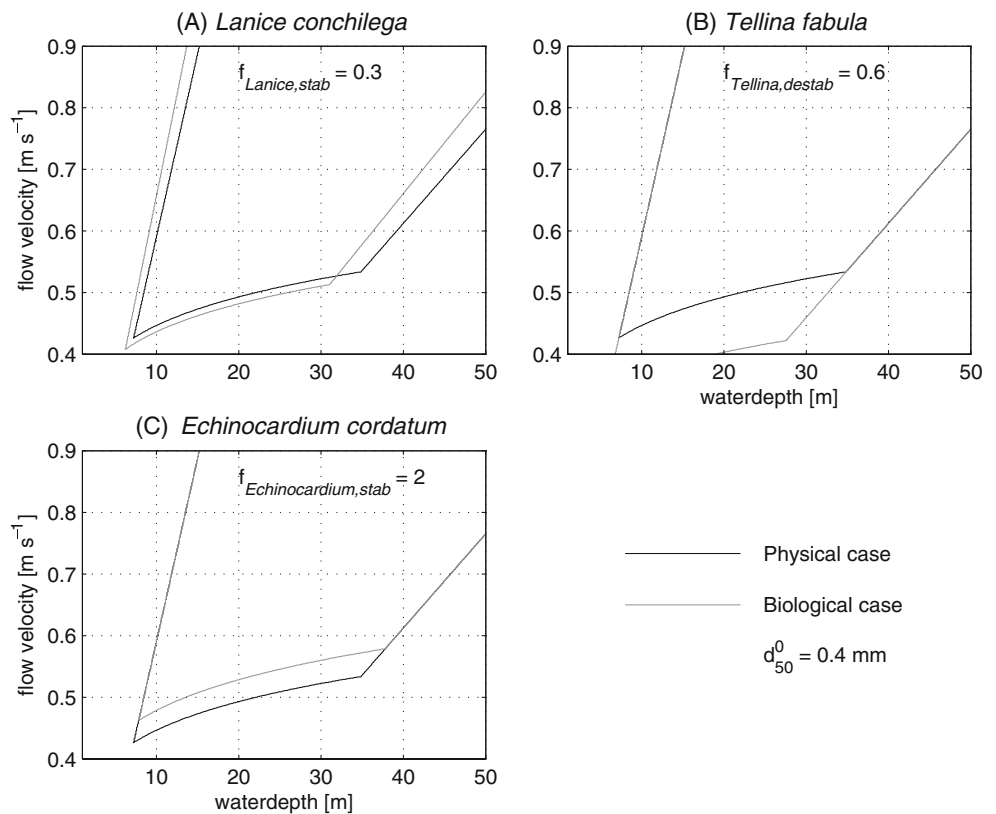 (A) Lanice conchilega
f_Lanice,stab = 0.3
flow velocity [m s⁻¹]
0.9
0.8
0.7
0.6
0.5
0.4
10 20 30 40 50
(B) Tellina fabula
f_Tellina,destab = 0.6
0.9
0.8
0.7
0.6
0.5
0.4
10 20 30 40 50
waterdepth [m]
(C) Echinocardium cordatum
f_Echinocardium,stab = 2
flow velocity [m s⁻¹]
0.9
0.8
0.7
0.6
0.5
0.4
10 20 30 40 50
waterdepth [m]
Physical case
Biological case
d⁰₅₀ = 0.4 mm